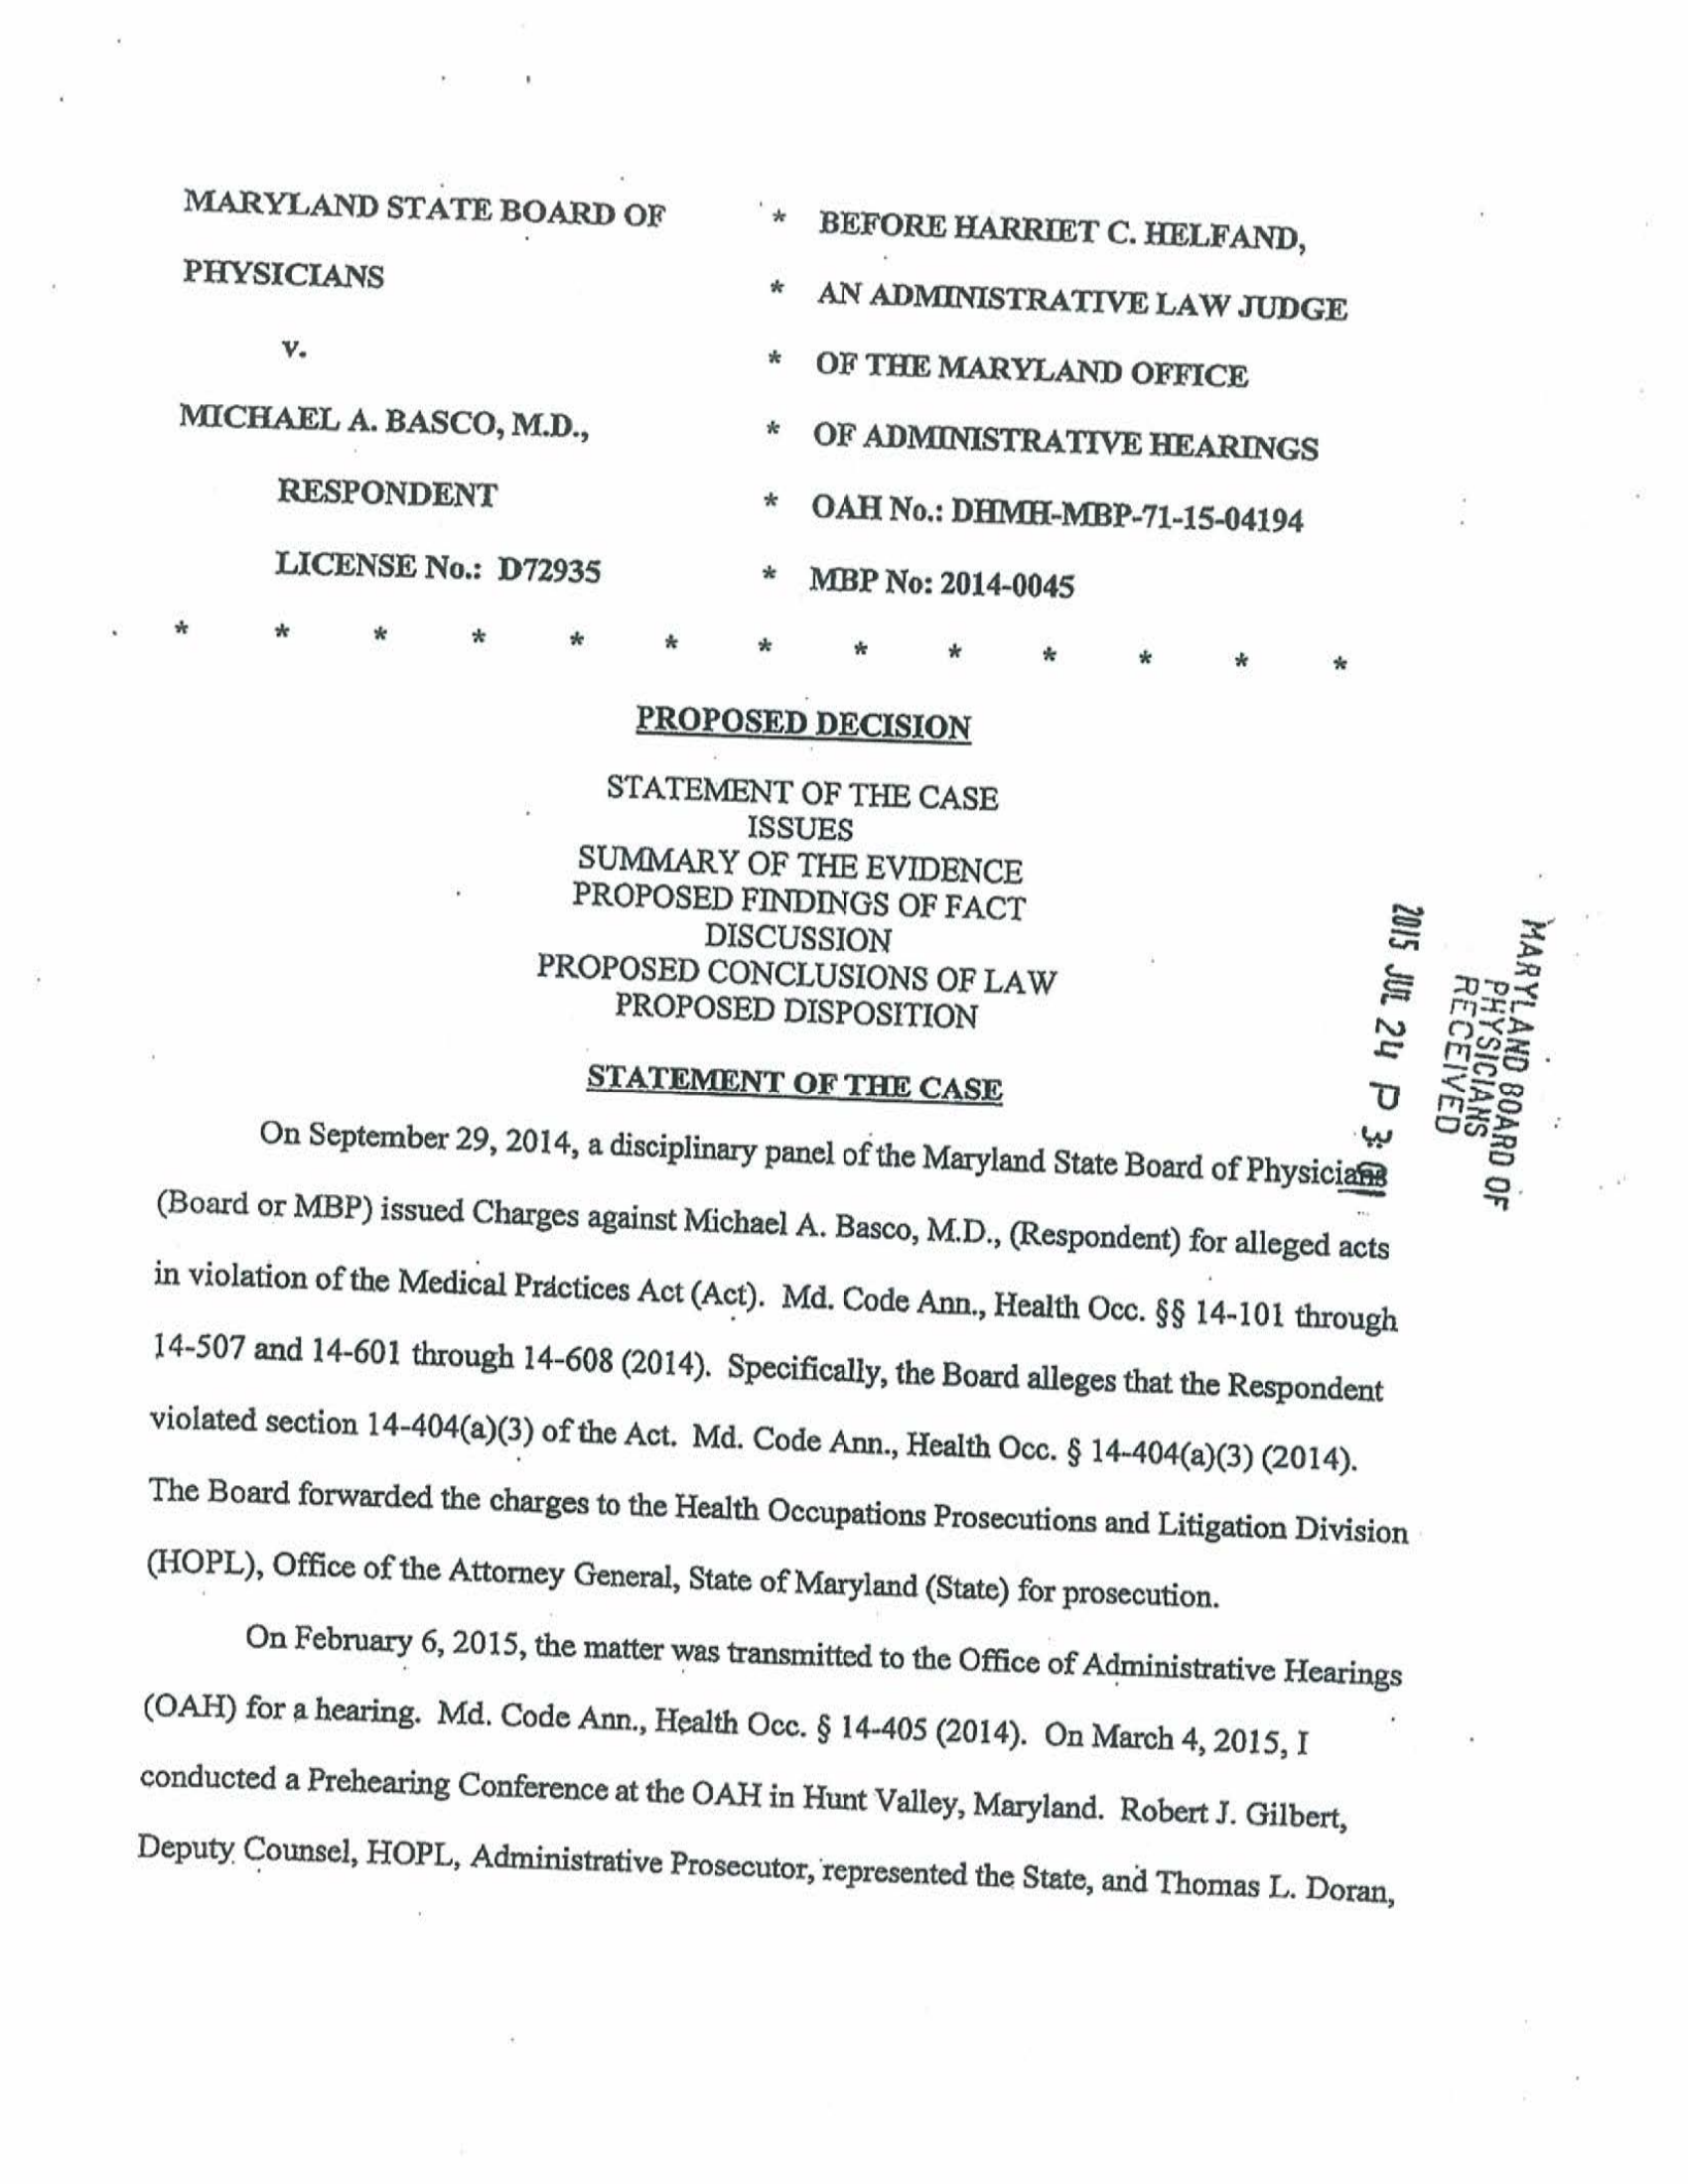 MARYLAND STATE BOARD OF * BEFORE HARRIET C. HELFAND,
PHYSICIANS * AN ADMINISTRATIVE LAW JUDGE
v. * OF THE MARYLAND OFFICE
MICHAEL A. BASCO, M.D., * OF ADMINISTRATIVE HEARINGS
RESPONDENT * OAH No.: DHMH-MBP-71-15-04194
LICENSE No.: D72935 * MBP No: 2014-0045
* * * * * * * * * * * * *
PROPOSED DECISION
STATEMENT OF THE CASE
ISSUES
SUMMARY OF THE EVIDENCE
PROPOSED FINDINGS OF FACT
DISCUSSION
PROPOSED CONCLUSIONS OF LAW
PROPOSED DISPOSITION
MARYLAND BOARD OF
PHYSICIANS
RECEIVED
2015 JUL 24 P 3:
STATEMENT OF THE CASE
On September 29, 2014, a disciplinary panel of the Maryland State Board of Physicians
(Board or MBP) issued Charges against Michael A. Basco, M.D., (Respondent) for alleged acts
in violation of the Medical Practices Act (Act). Md. Code Ann., Health Occ. §§ 14-101 through
14-507 and 14-601 through 14-608 (2014). Specifically, the Board alleges that the Respondent
violated section 14-404(a)(3) of the Act. Md. Code Ann., Health Occ. § 14-404(a)(3) (2014).
The Board forwarded the charges to the Health Occupations Prosecutions and Litigation Division
(HOPL), Office of the Attorney General, State of Maryland (State) for prosecution.
On February 6, 2015, the matter was transmitted to the Office of Administrative Hearings
(OAH) for a hearing. Md. Code Ann., Health Occ. § 14-405 (2014). On March 4, 2015, I
conducted a Prehearing Conference at the OAH in Hunt Valley, Maryland. Robert J. Gilbert,
Deputy Counsel, HOPL, Administrative Prosecutor, represented the State, and Thomas L. Doran,